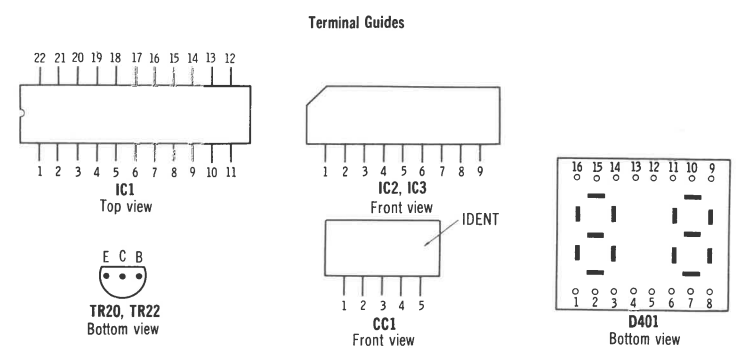 Terminal Guides
22 21 20 19 18 17 16 15 14 13 12
1 2 3 4 5 6 7 8 9 10 11
IC1
Top view
1 2 3 4 5 6 7 8 9
IC2, IC3
Front view
IDENT
1 2 3 4 5
CC1
Front view
E C B
TR20, TR22
Bottom view
16 15 14 13 12 11 10 9
1 2 3 4 5 6 7 8
D401
Bottom view